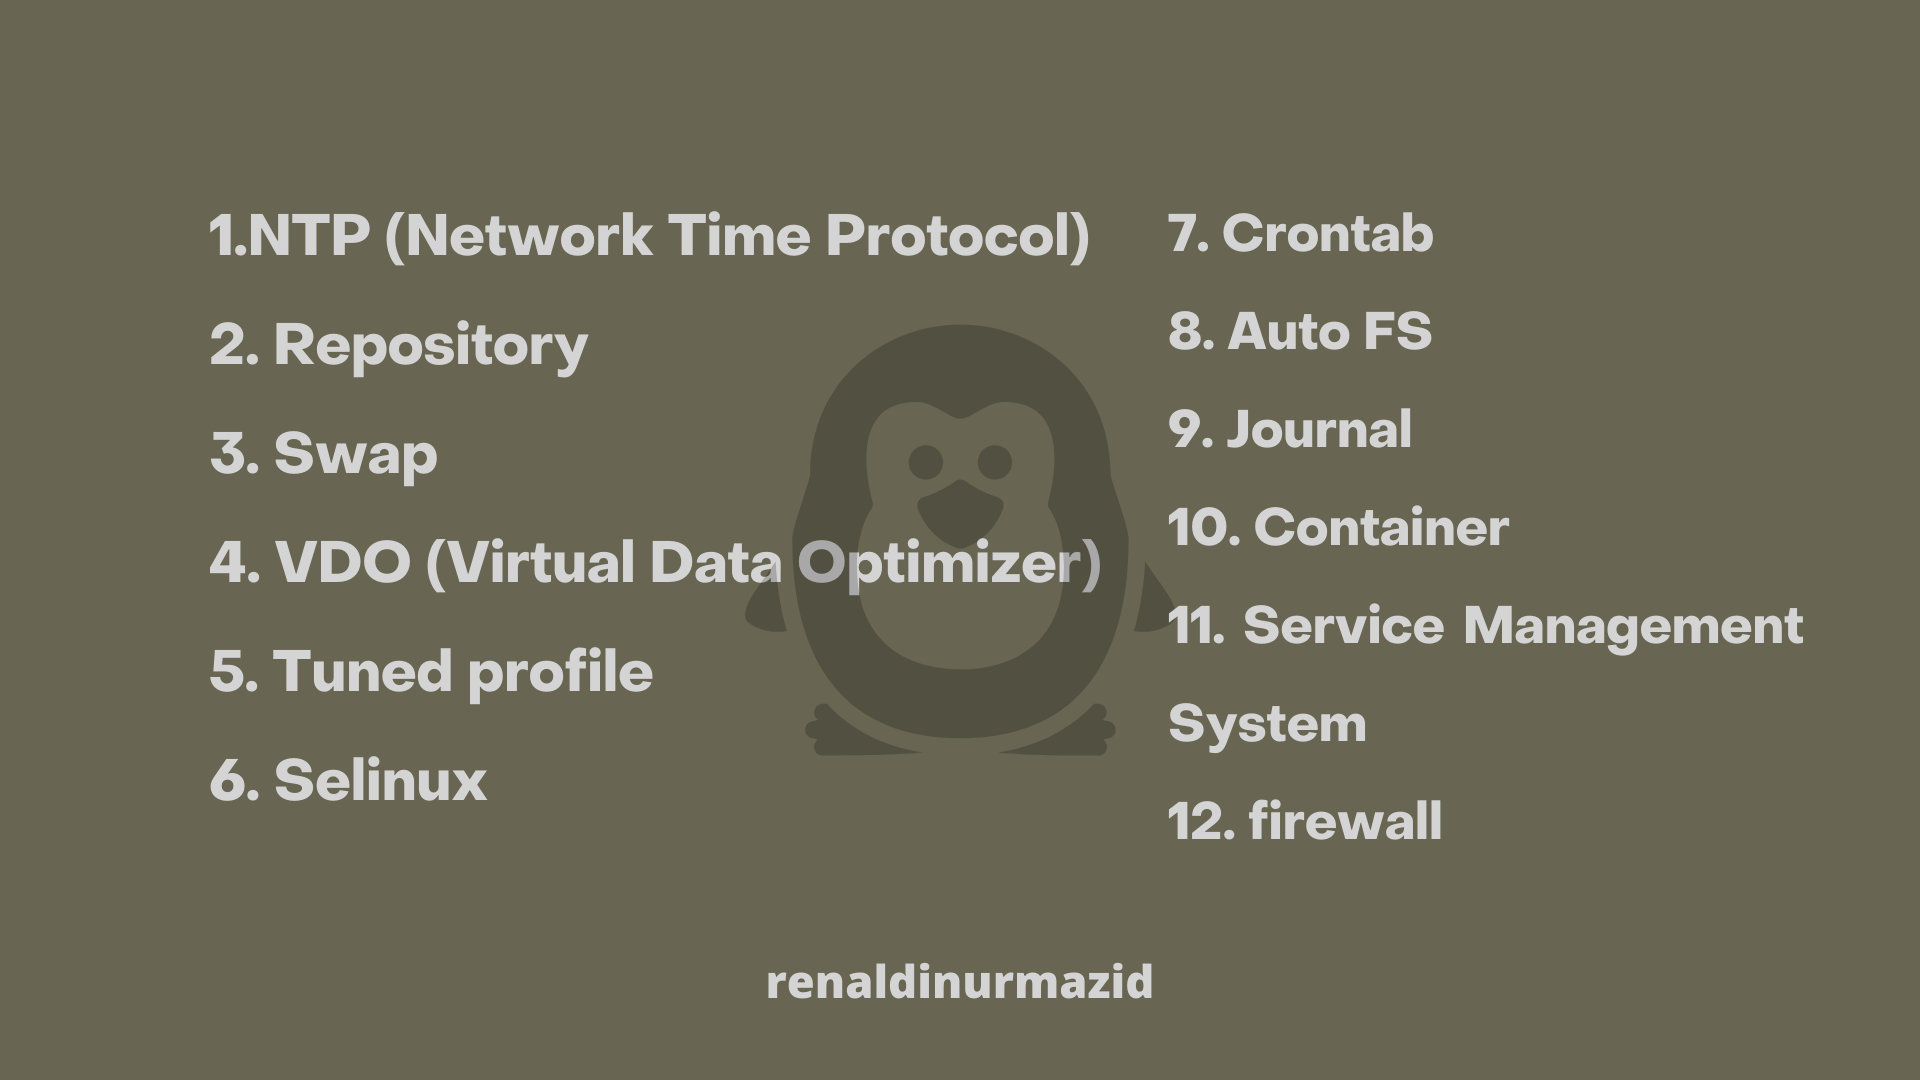 1.NTP (Network Time Protocol)
2. Repository
3. Swap
4. VDO (Virtual Data Optimizer)
5. Tuned profile
6. Selinux
7. Crontab
8. Auto FS
9. Journal
10. Container
11. Service Management
System
12. firewall
renaldinurmazid